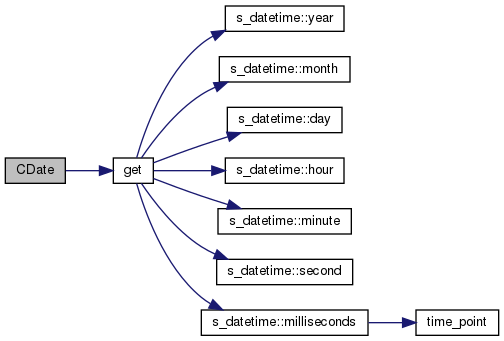 s_datetime::year
s_datetime::month
s_datetime::day
CDate
get
s_datetime::hour
s_datetime::minute
s_datetime::second
s_datetime::milliseconds
time_point